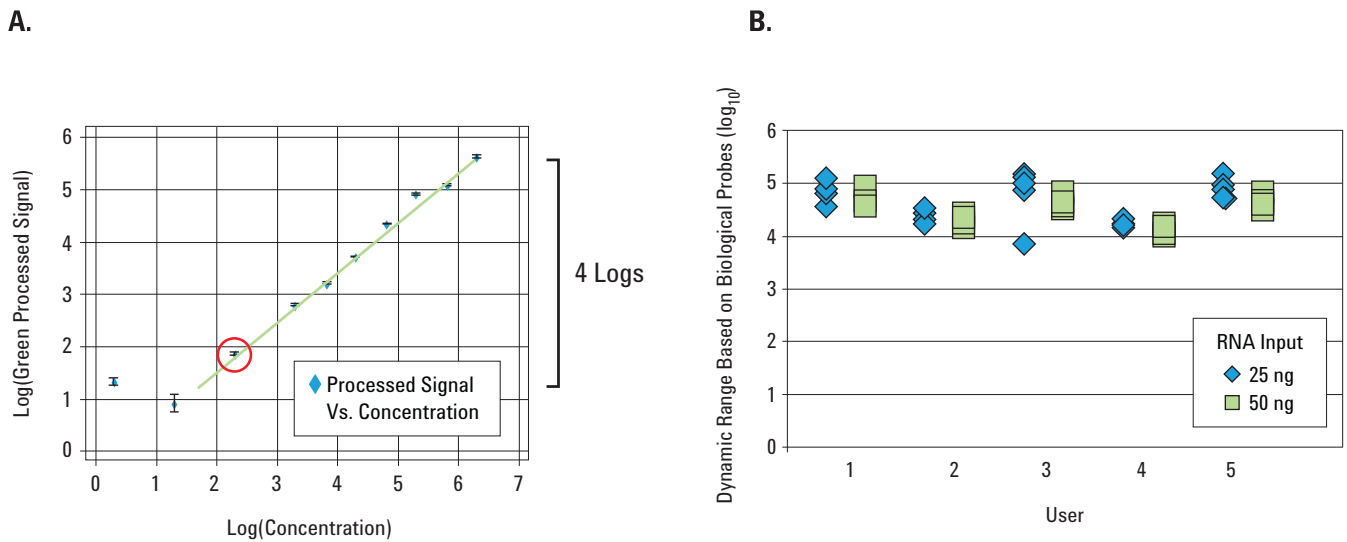 A.
Log(Green Processed Signal)
6
5
4
3
2
1
0
0 1 2 3 4 5 6 7
Log(Concentration)
Processed Signal
Vs. Concentration
4 Logs
B.
Dynamic Range Based on Biological Probes (log10)
6
5
4
3
2
1
0
1 2 3 4 5
User
RNA Input
25 ng
50 ng